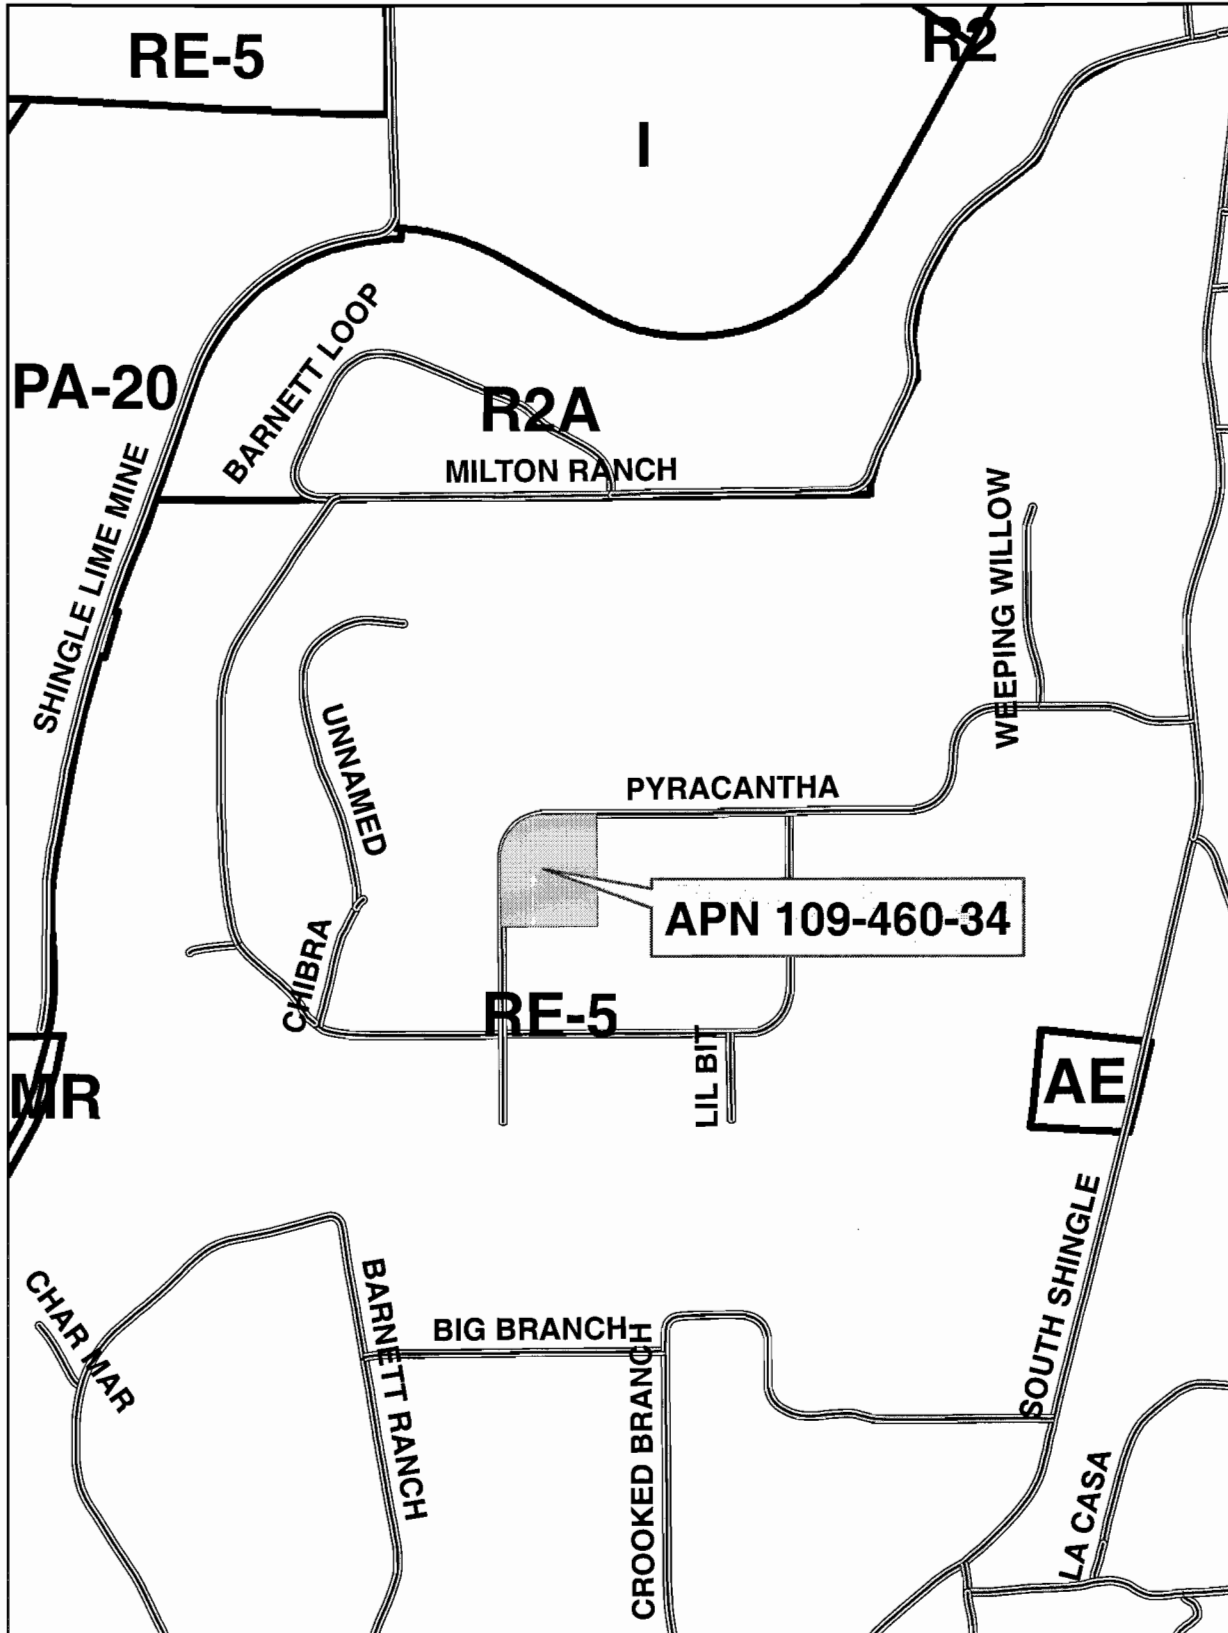 RE-5
R2
I
BARNETT LOOP
PA-20
R2A
MILTON RANCH
SHINGLE LIME MINE
WEEPING WILLOW
UNNAMED
PYRACANTHA
APN 109-460-34
CHIBRA
RE-5
LIL BIT
MR
AE
SOUTH SHINGLE
CHAR MAR
BARNETT RANCH
BIG BRANCH
CROOKED BRANCH
LA CASA